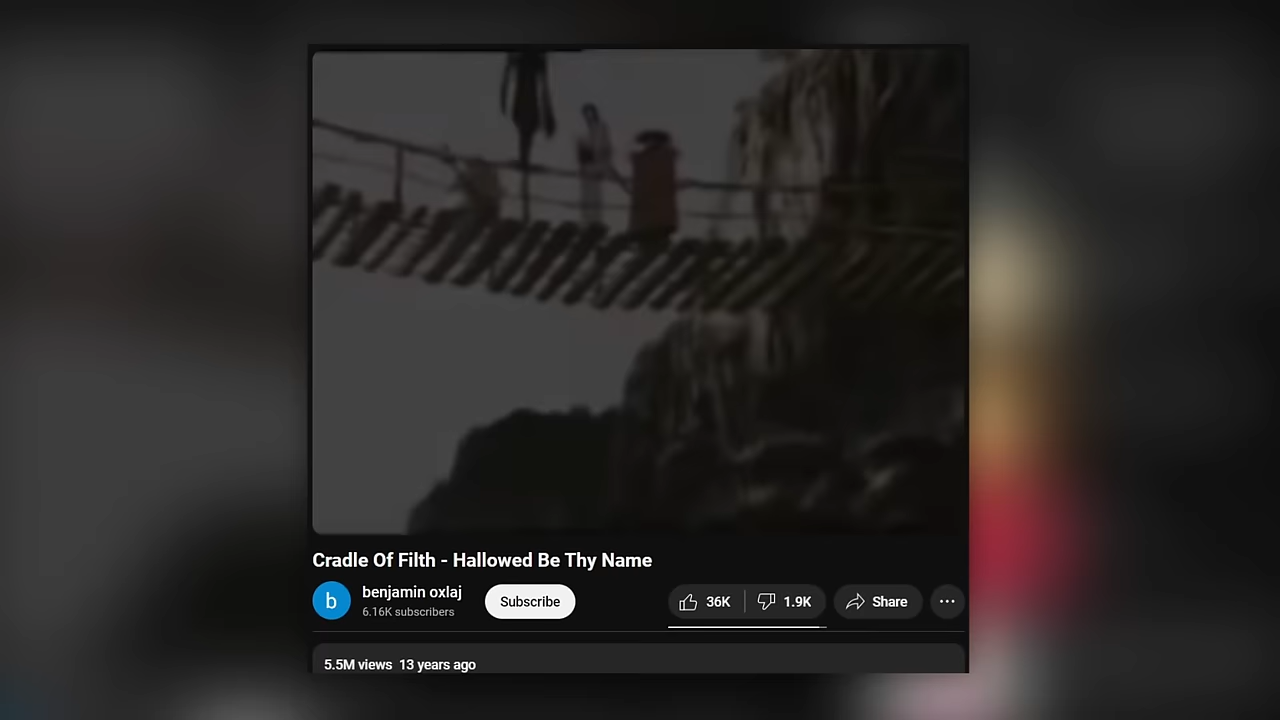 Cradle Of Filth - Hallowed Be Thy Name
b
benjamin oxlaj
6.16K subscribers
Subscribe
36K
1.9K
Share
5.5M views 13 years ago